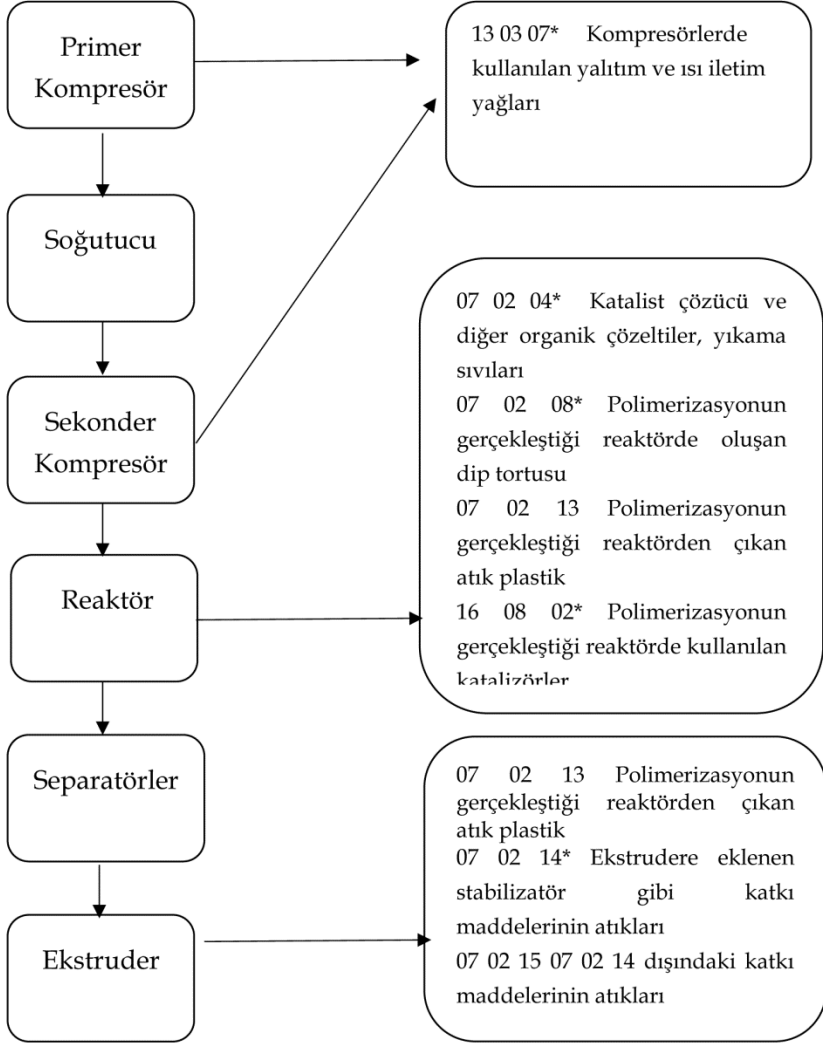 Primer
Kompresör
13 03 07* Kompresörlerde
kullanılan yalıtım ve ısı iletim
yağları
Soğutucu
Sekonder
Kompresör
07 02 04* Katalist çözücü ve
diğer organik çözeltiler, yıkama
sıvıları
07 02 08* Polimerizasyonun
gerçekleştiği reaktörde oluşan
dip tortusu
07 02 13 Polimerizasyonun
gerçekleştiği reaktörden çıkan
atık plastik
16 08 02* Polimerizasyonun
gerçekleştiği reaktörde kullanılan
katalizörler
Reaktör
Separatörler
07 02 13 Polimerizasyonun
gerçekleştiği reaktörden çıkan
atık plastik
07 02 14* Ekstrudere eklenen
stabilizatör gibi katkı
maddelerinin atıkları
07 02 15 07 02 14 dışındaki katkı
maddelerinin atıkları
Ekstruder